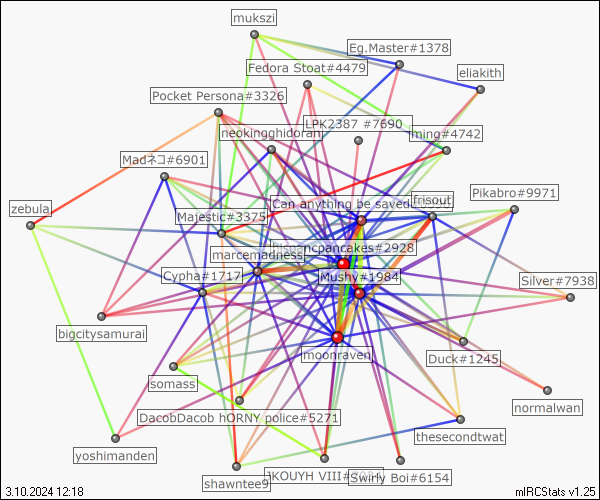 mukszi
Eg.Master#1378
Fedora Stoat#4479
eliakith
Pocket Persona#3326
LPK2387 #7690
neokingghidorah
ming#4742
Madネコ#6901
Pikabro#9971
Can anything be saved
frisout
zebula
Majestic#3375
pancakes#2928
marcemadness
Cypha#1717
Mushy#1984
Silver#7938
bigcitysamurai
moonraven
Duck#1245
somass
normalwan
DacobDacob hORNY police#5271
thesecondtwat
yoshimanden
shawntee9
JKOUYH VIII
Swirly Boi#6154
3.10.2024 12:18
mIRCStats v1.25